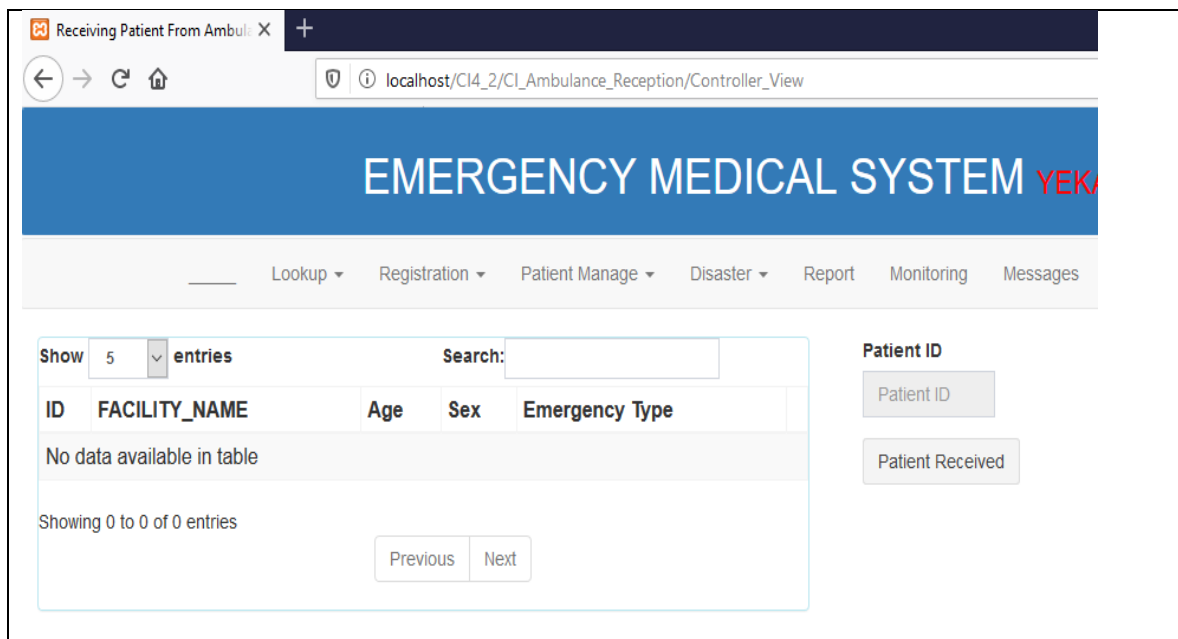 Receiving Patient From Ambula
localhost/CI4_2/CI_Ambulance_Reception/Controller_View
EMERGENCY MEDICAL SYSTEM YEKA
Lookup Registration Patient Manage Disaster Report Monitoring Messages
Show 5 entries Search:
ID FACILITY_NAME Age Sex Emergency Type
No data available in table
Showing 0 to 0 of 0 entries
Previous Next
Patient ID
Patient ID
Patient Received